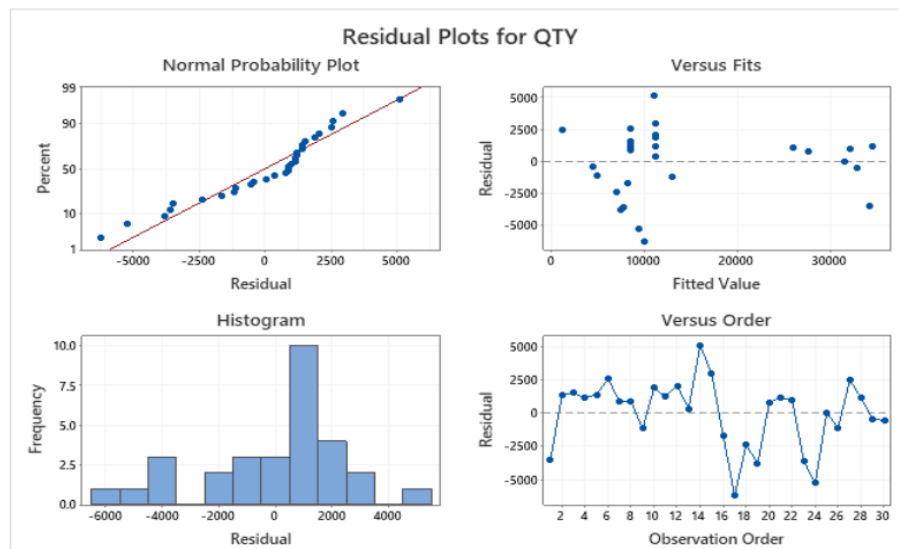 Residual Plots for QTY
Normal Probability Plot
99
90
50
10
1
Percent
-5000
-2500
0
2500
5000
Residual
Versus Fits
5000
2500
0
-2500
-5000
Residual
0
10000
20000
30000
Fitted Value
Histogram
10.0
7.5
5.0
2.5
0.0
Frequency
-6000
-4000
-2000
0
2000
4000
Residual
Versus Order
5000
2500
0
-2500
-5000
Residual
2 4 6 8 10 12 14 16 18 20 22 24 26 28 30
Observation Order